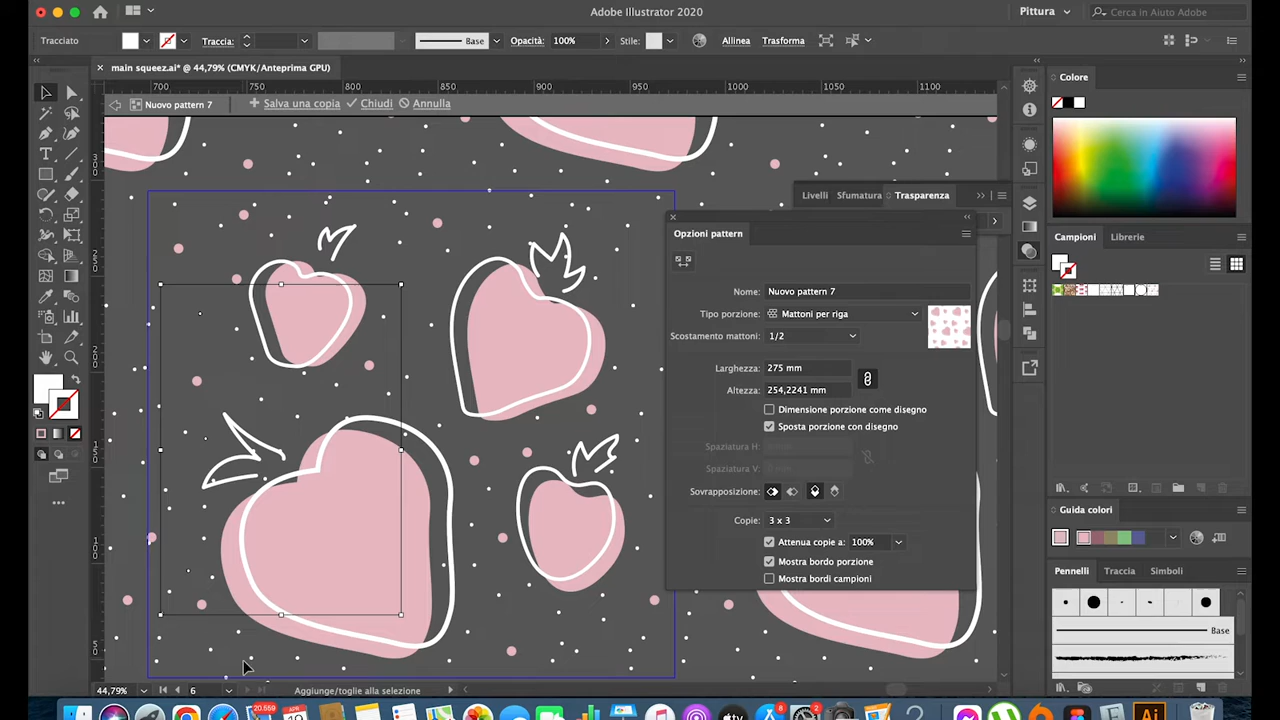 Adobe Illustrator 2020
Pittura
Cerca in Aiuto Adobe
Tracciato
Traccia:
Base
Opacità:
100%
Stile:
Allinea
Trasforma
× main squeez.ai* @ 44,79% (CMYK/Anteprima GPU)
Colore
700
750
800
850
900
950
1000
1050
1100
Nuovo pattern 7
Salva una copia
Chiudi
Annulla
Livelli
Sfumatura
Trasparenza
Opzioni pattern
Campioni
Librerie
Nome:
Nuovo pattern 7
Tipo porzione:
Mattoni per riga
Scostamento mattoni:
1/2
Larghezza:
275 mm
Altezza:
254,2241 mm
Dimensione porzione come disegno
Sposta porzione con disegno
Spaziatura H:
Spaziatura V:
Sovrapposizione:
Guida colori
Copie:
3 x 3
Attenua copie a:
100%
Mostra bordo porzione
Mostra bordi campioni
Pennelli
Traccia
Simboli
Base
44,79%
6
Aggiunge/toglie alla selezione
20.559
8
2
Ai